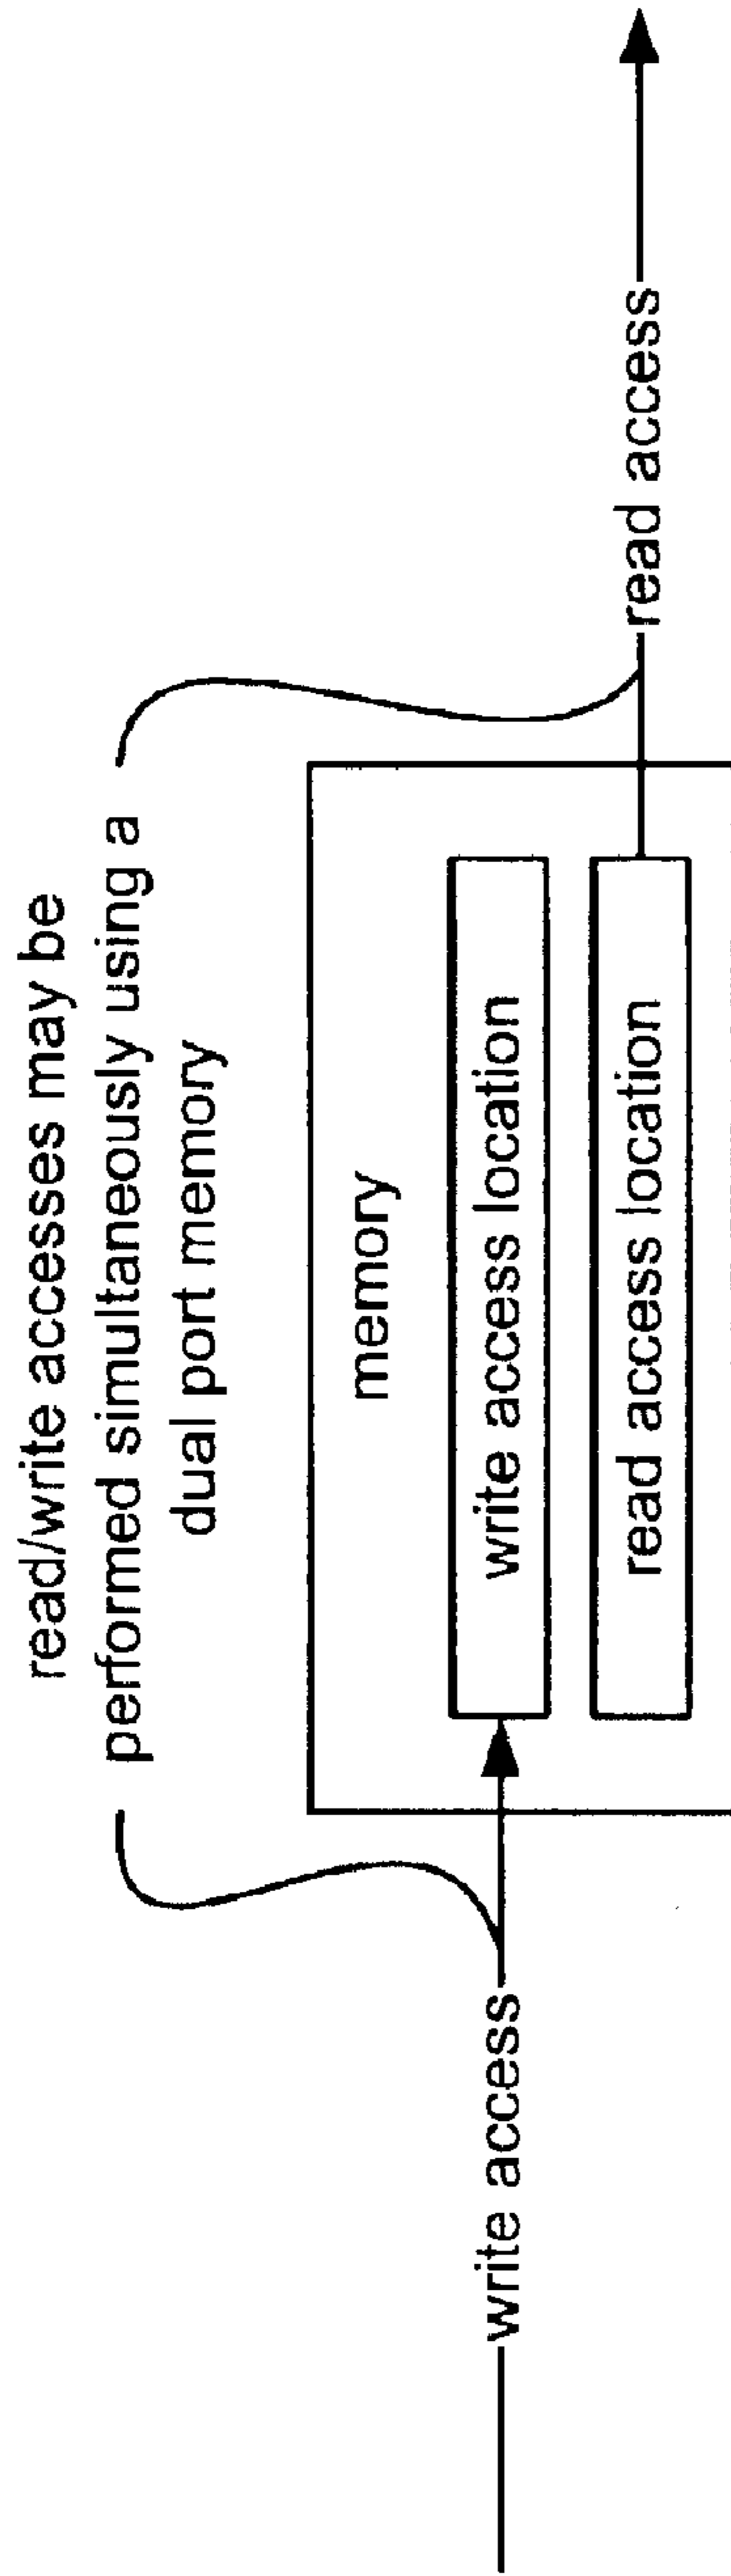 read/write accesses may be
performed simultaneously using a
dual port memory
memory
write access
write access location
read access location
read access